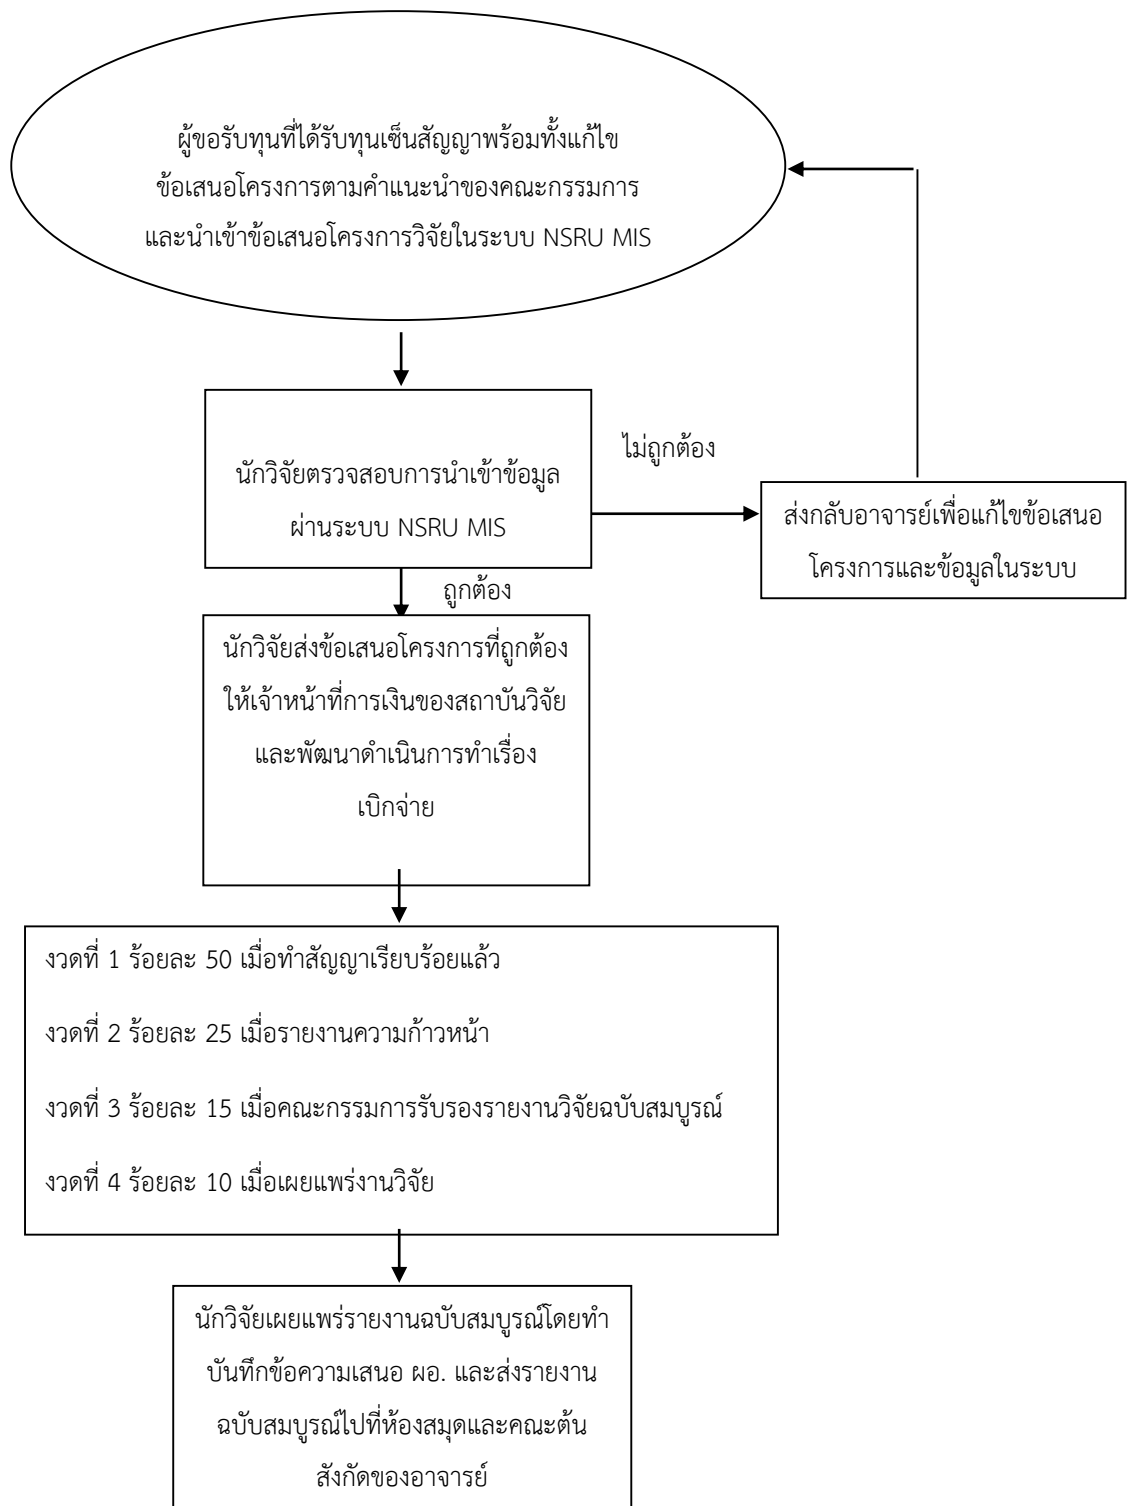 ผู้ขอรับทุนที่ได้รับทุนเซ็นสัญญาพร้อมทั้งแก้ไข
ข้อเสนอโครงการตามคำแนะนำของคณะกรรมการ
และนำเข้าข้อเสนอโครงการวิจัยในระบบ NSRU MIS
นักวิจัยตรวจสอบการนำเข้าข้อมูล
ผ่านระบบ NSRU MIS
ไม่ถูกต้อง
ส่งกลับอาจารย์เพื่อแก้ไขข้อเสนอ
โครงการและข้อมูลในระบบ
ถูกต้อง
นักวิจัยส่งข้อเสนอโครงการที่ถูกต้อง
ให้เจ้าหน้าที่การเงินของสถาบันวิจัย
และพัฒนาดำเนินการทำเรื่อง
เบิกจ่าย
งวดที่ 1 ร้อยละ 50 เมื่อทำสัญญาเรียบร้อยแล้ว
งวดที่ 2 ร้อยละ 25 เมื่อรายงานความก้าวหน้า
งวดที่ 3 ร้อยละ 15 เมื่อคณะกรรมการรับรองรายงานวิจัยฉบับสมบูรณ์
งวดที่ 4 ร้อยละ 10 เมื่อเผยแพร่งานวิจัย
นักวิจัยเผยแพร่รายงานฉบับสมบูรณ์โดยทำ
บันทึกข้อความเสนอ ผอ. และส่งรายงาน
ฉบับสมบูรณ์ไปที่ห้องสมุดและคณะต้น
สังกัดของอาจารย์